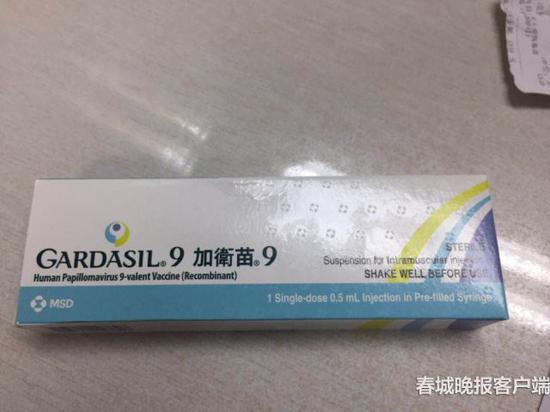 GARDASIL®9 加衛苗®9
Human Papillomavirus 9-valent Vaccine (Recombinant)
MSD
STERILE
Suspension for Intramuscular injection
SHAKE WELL BEFORE USE
1 Single-dose 0.5 mL Injection in Pre-filled Syringe
春城晚报客户端